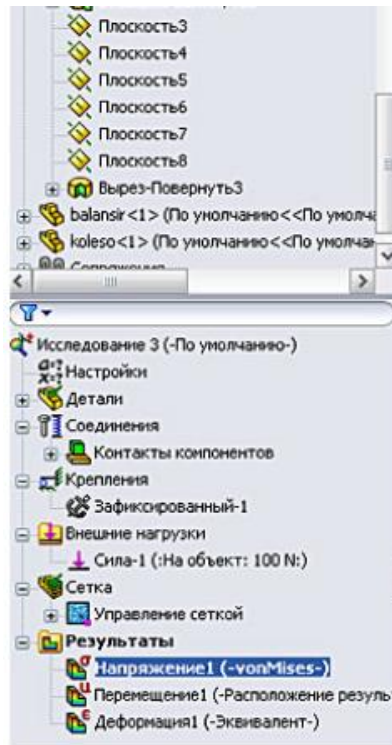 Плоскость3
Плоскость4
Плоскость5
Плоскость6
Плоскость7
Плоскость8
Вырез-Повернуть3
balansir<1> (По умолчанию<<По умолча
koleso<1> (По умолчанию<<По умолчан
Сопряжения
Исследование 3 (-По умолчанию-)
Настройки
Детали
Соединения
Контакты компонентов
Крепления
Зафиксированный-1
Внешние нагрузки
Сила-1 (:На объект: 100 N:)
Сетка
Управление сеткой
Результаты
Напряжение1 (-vonMises-)
Перемещение1 (-Расположение резуль
Деформация1 (-Эквивалент-)